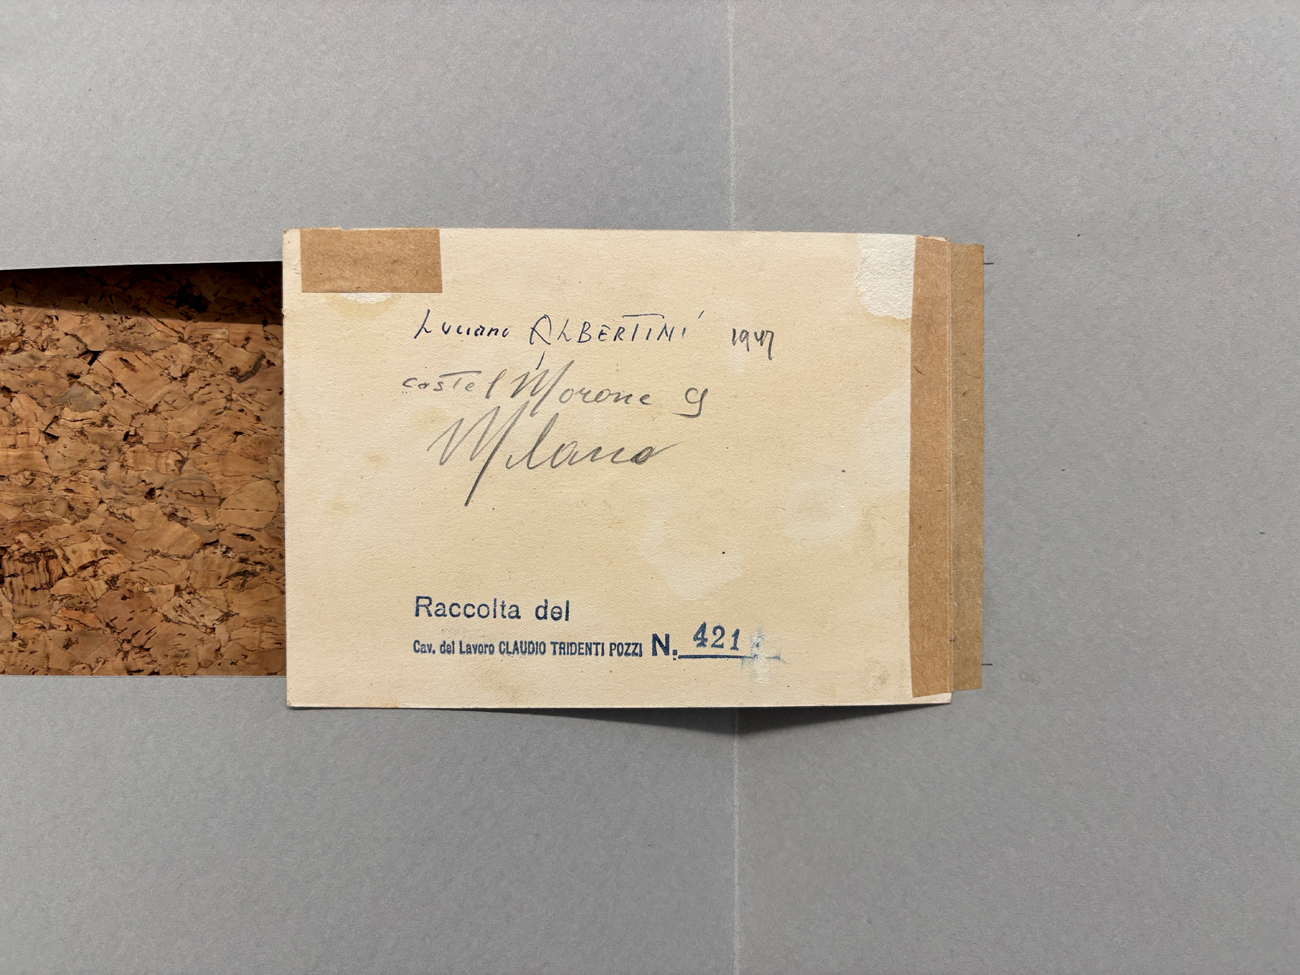 Luciano ALBERTINI 1947
castel Morone 9
Milano
Raccolta del
Cav. del Lavoro CLAUDIO TRIDENTI POZZI N. 421